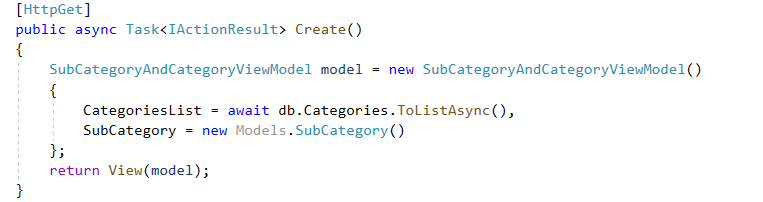 [HttpGet]
public async Task<IActionResult> Create()
{
    SubCategoryAndCategoryViewModel model = new SubCategoryAndCategoryViewModel()
    {
        CategoriesList = await db.Categories.ToListAsync(),
        SubCategory = new Models.SubCategory()
    };
    return View(model);
}